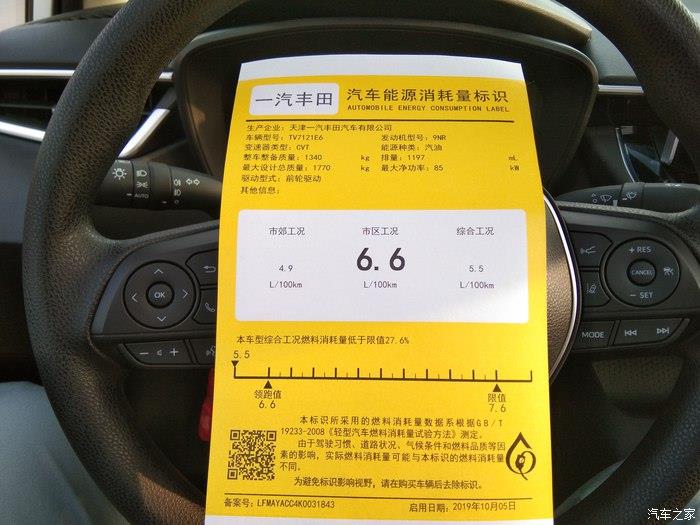 一汽丰田 汽车能源消耗量标识
AUTOMOBILE ENERGY CONSUMPTION LABEL
生产企业：天津一汽丰田汽车有限公司
车辆型号：TV7121E6 发动机型号：9NR
变速器类型：CVT 能源种类：汽油
整车整备质量：1340 kg 排量：1197 mL
最大设计总质量：1770 kg 最大净功率：85 kW
驱动型式：前轮驱动
其他信息：
市郊工况 市区工况 综合工况
4.9 6.6 5.5
L/100km L/100km L/100km
本车型综合工况燃料消耗量低于限值27.6%
5.5
领跑值 限值
6.6 7.6
本标识所采用的燃料消耗量数据系根据GB/T
19233-2008《轻型汽车燃料消耗量试验方法》测定。
由于驾驶习惯、道路状况、气候条件和燃料品质等因
素的影响，实际燃料消耗量可能与本标识的燃料消耗量
不同。
为避免标识影响视野，请在购买车辆后去除标识。
备案号：LFMAYACC4K0031843 启用日期：2019年10月05日
AUTO
OK
+ RES
CANCEL
− SET
MODE
− +
汽车之家